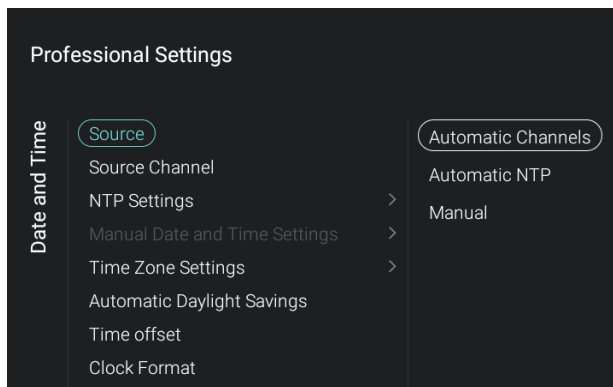 Professional Settings
Date and Time
Source
Source Channel
NTP Settings
Manual Date and Time Settings
Time Zone Settings
Automatic Daylight Savings
Time offset
Clock Format
Automatic Channels
Automatic NTP
Manual